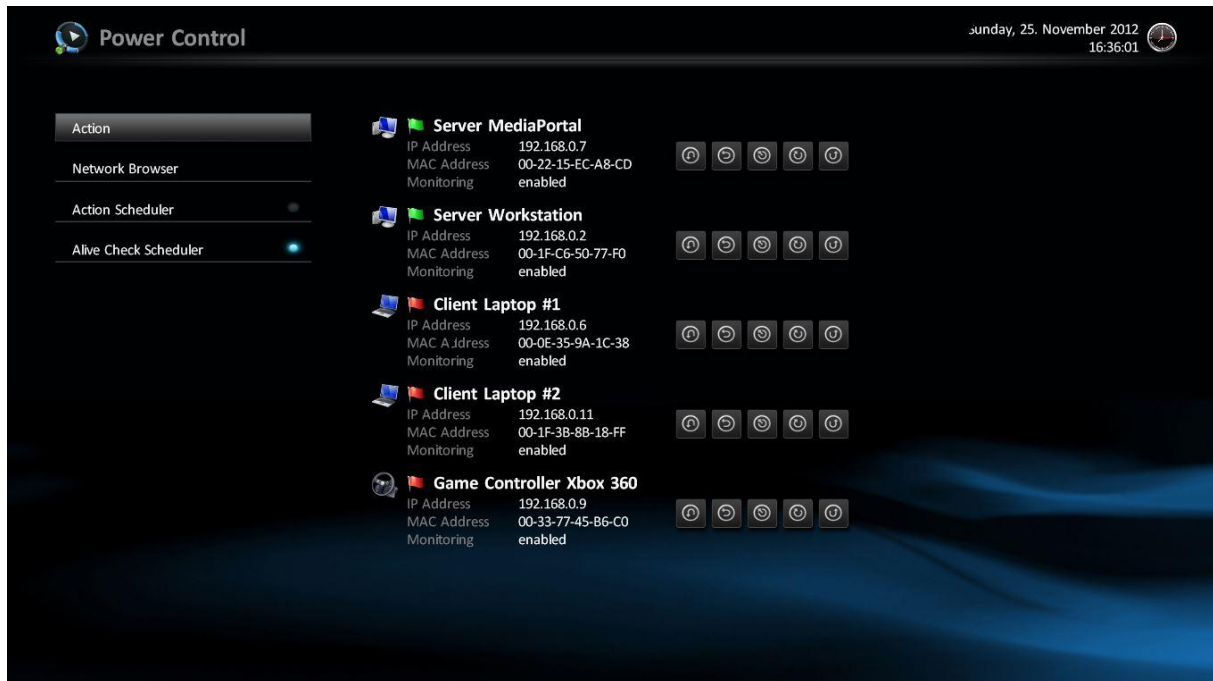 Power Control
Sunday, 25. November 2012
16:36:01
Action
Network Browser
Action Scheduler
Alive Check Scheduler
Server MediaPortal
IP Address 192.168.0.7
MAC Address 00-22-15-EC-A8-CD
Monitoring enabled
Server Workstation
IP Address 192.168.0.2
MAC Address 00-1F-C6-50-77-F0
Monitoring enabled
Client Laptop #1
IP Address 192.168.0.6
MAC Address 00-0E-35-9A-1C-38
Monitoring enabled
Client Laptop #2
IP Address 192.168.0.11
MAC Address 00-1F-3B-8B-18-FF
Monitoring enabled
Game Controller Xbox 360
IP Address 192.168.0.9
MAC Address 00-33-77-45-B6-C0
Monitoring enabled